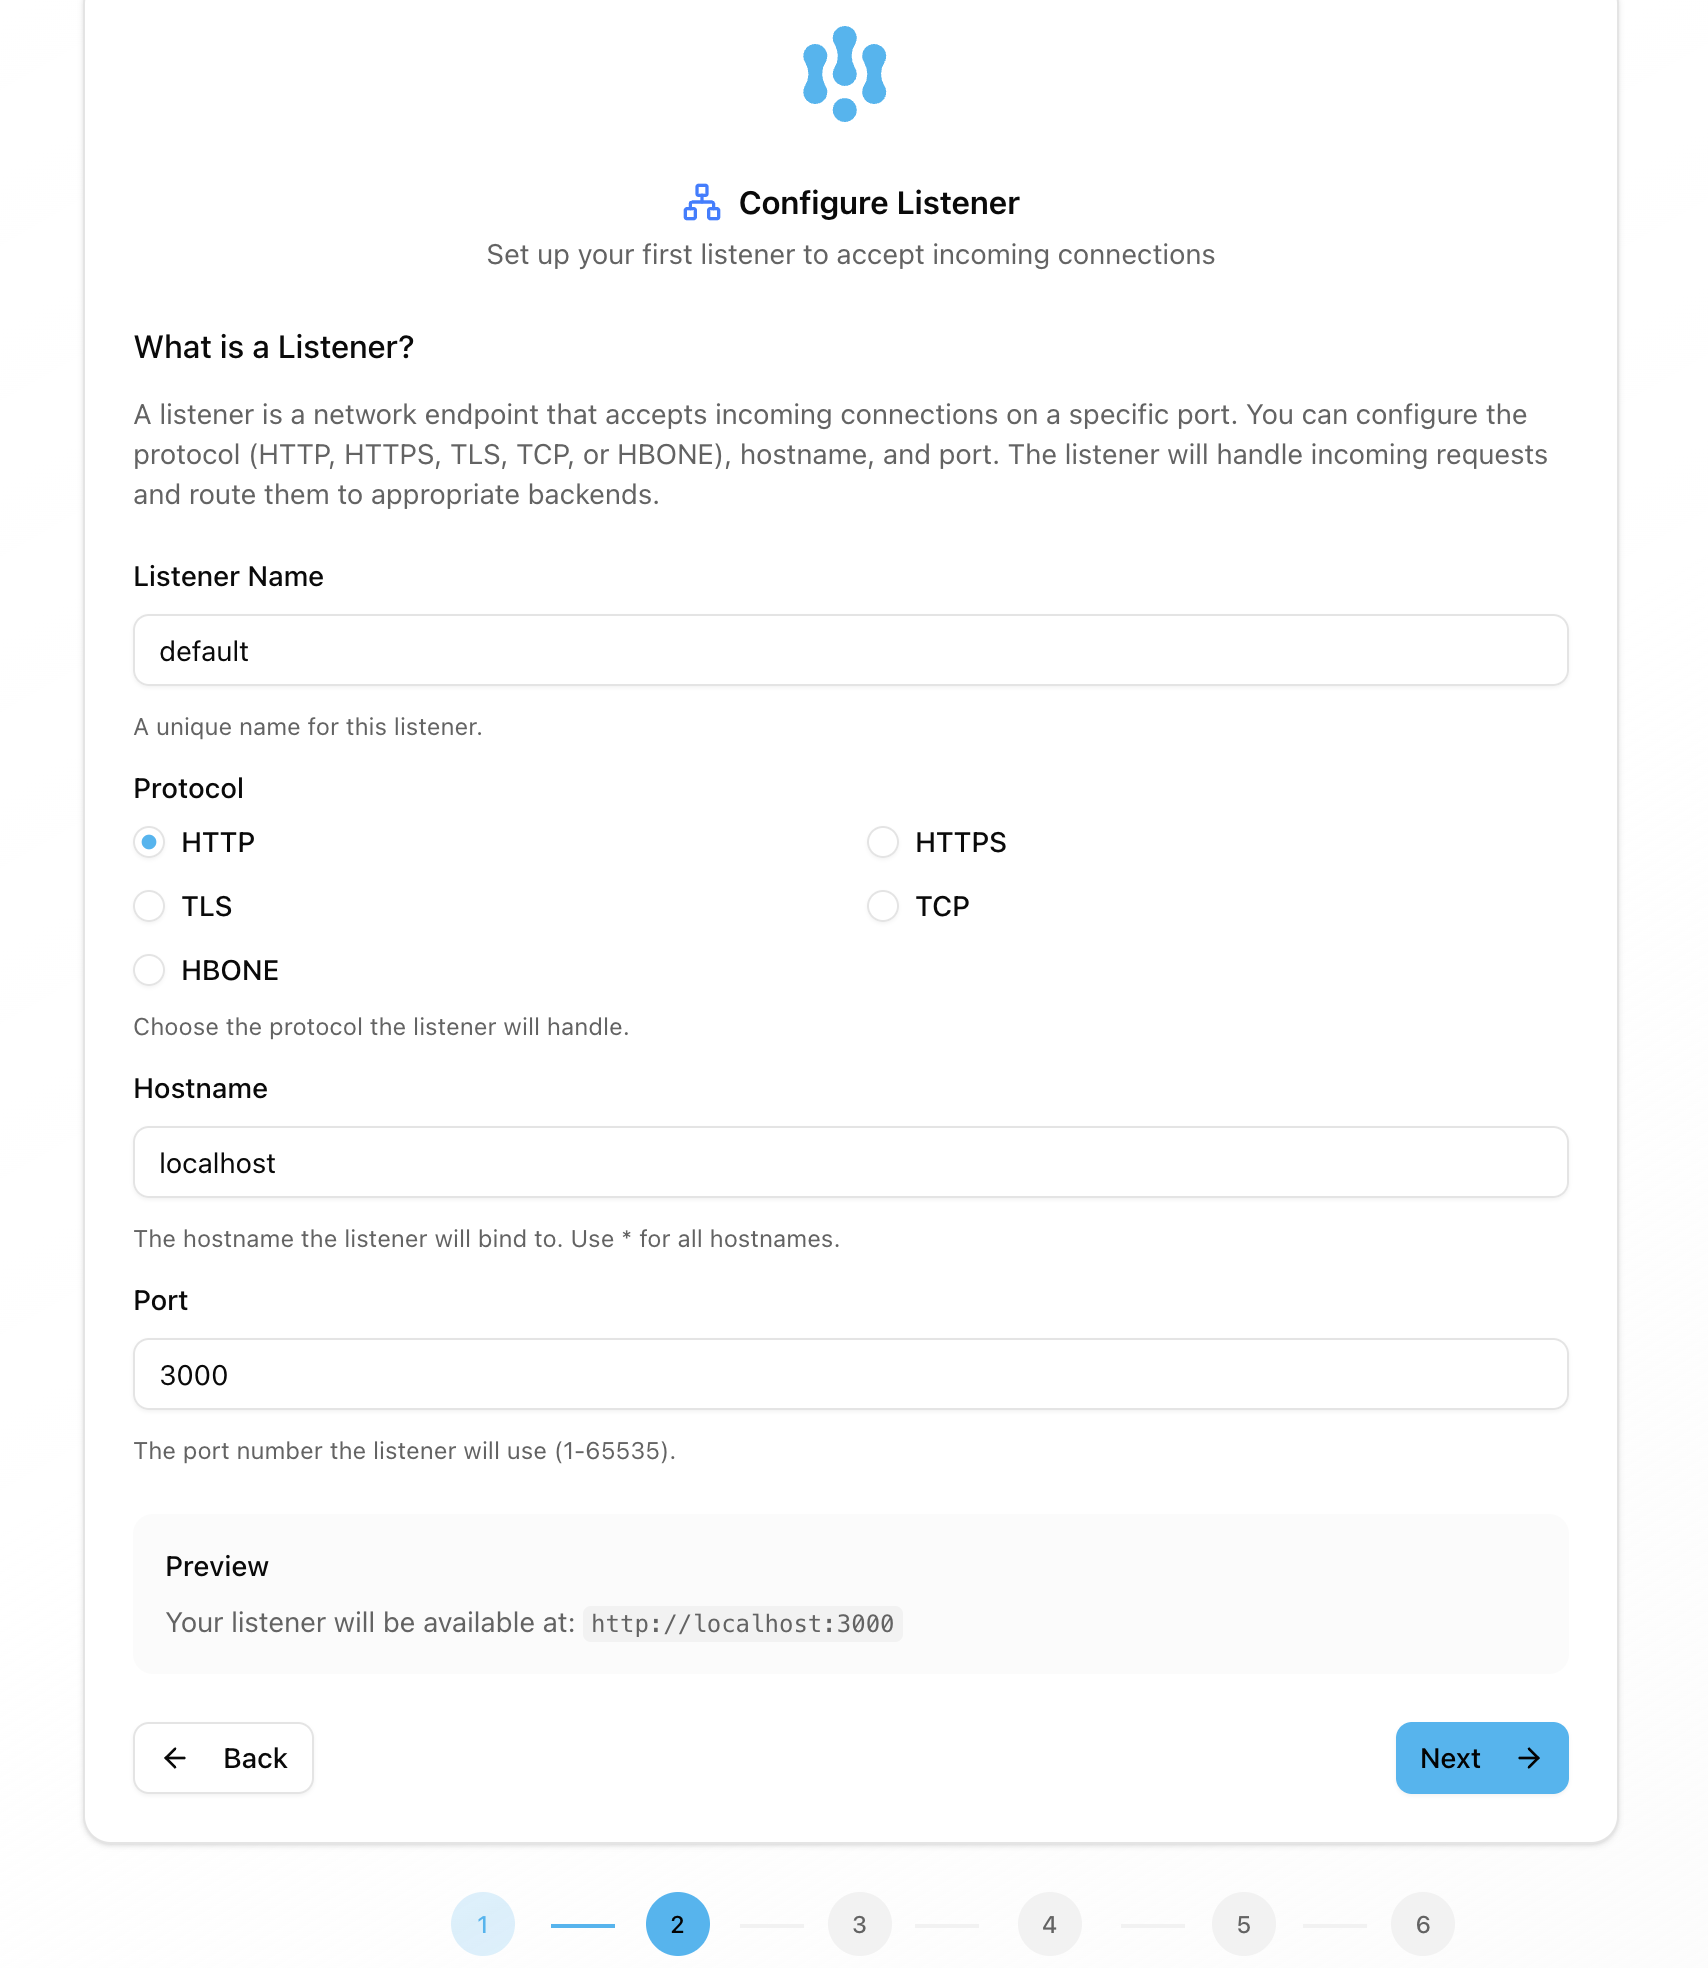 Configure Listener
Set up your first listener to accept incoming connections
What is a Listener?
A listener is a network endpoint that accepts incoming connections on a specific port. You can configure the
protocol (HTTP, HTTPS, TLS, TCP, or HBONE), hostname, and port. The listener will handle incoming requests
and route them to appropriate backends.
Listener Name
default
A unique name for this listener.
Protocol
HTTP
HTTPS
TLS
TCP
HBONE
Choose the protocol the listener will handle.
Hostname
localhost
The hostname the listener will bind to. Use * for all hostnames.
Port
3000
The port number the listener will use (1-65535).
Preview
Your listener will be available at: http://localhost:3000
Back
Next
1 2 3 4 5 6